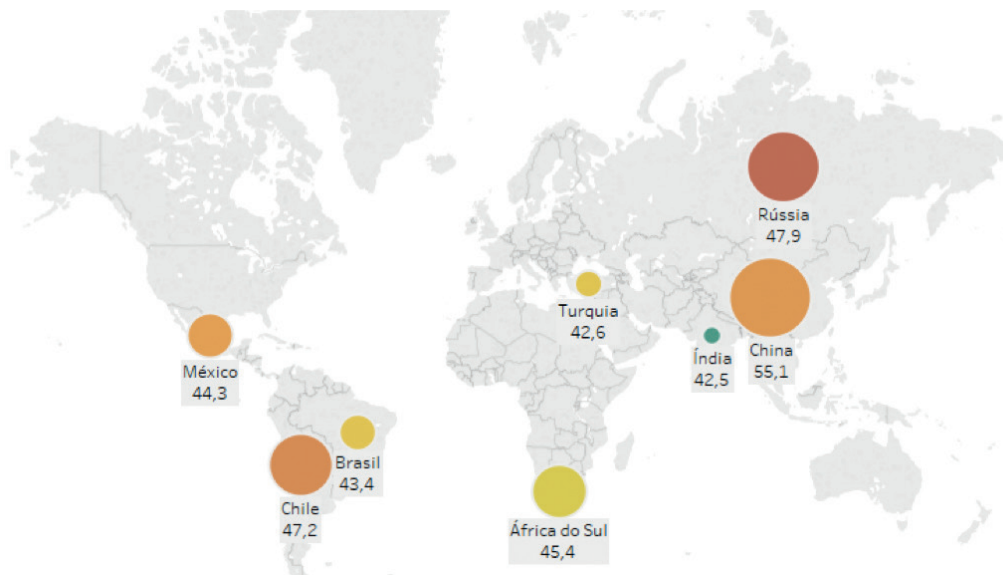 Rússia
47,9
Turquia
42,6
Índia
42,5
China
55,1
México
44,3
Brasil
43,4
Chile
47,2
África do Sul
45,4